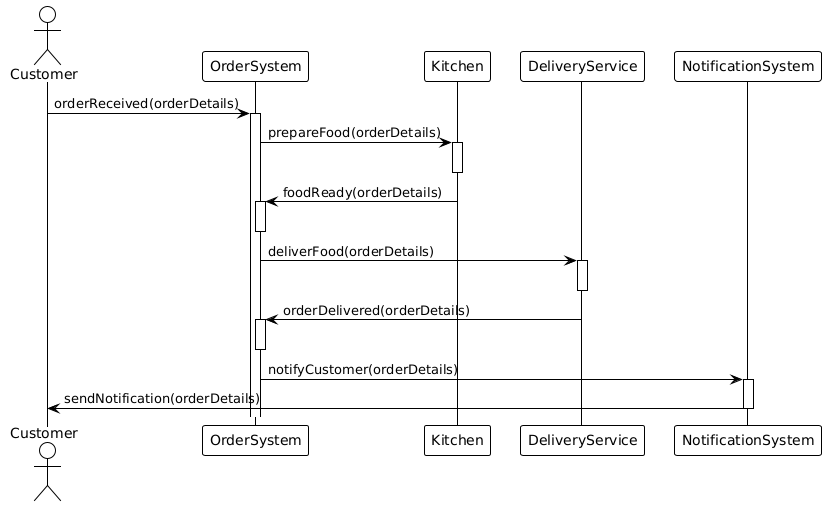 Customer
OrderSystem
Kitchen
DeliveryService
NotificationSystem
orderReceived(orderDetails)
prepareFood(orderDetails)
foodReady(orderDetails)
deliverFood(orderDetails)
orderDelivered(orderDetails)
notifyCustomer(orderDetails)
sendNotification(orderDetails)
Customer
OrderSystem
Kitchen
DeliveryService
NotificationSystem